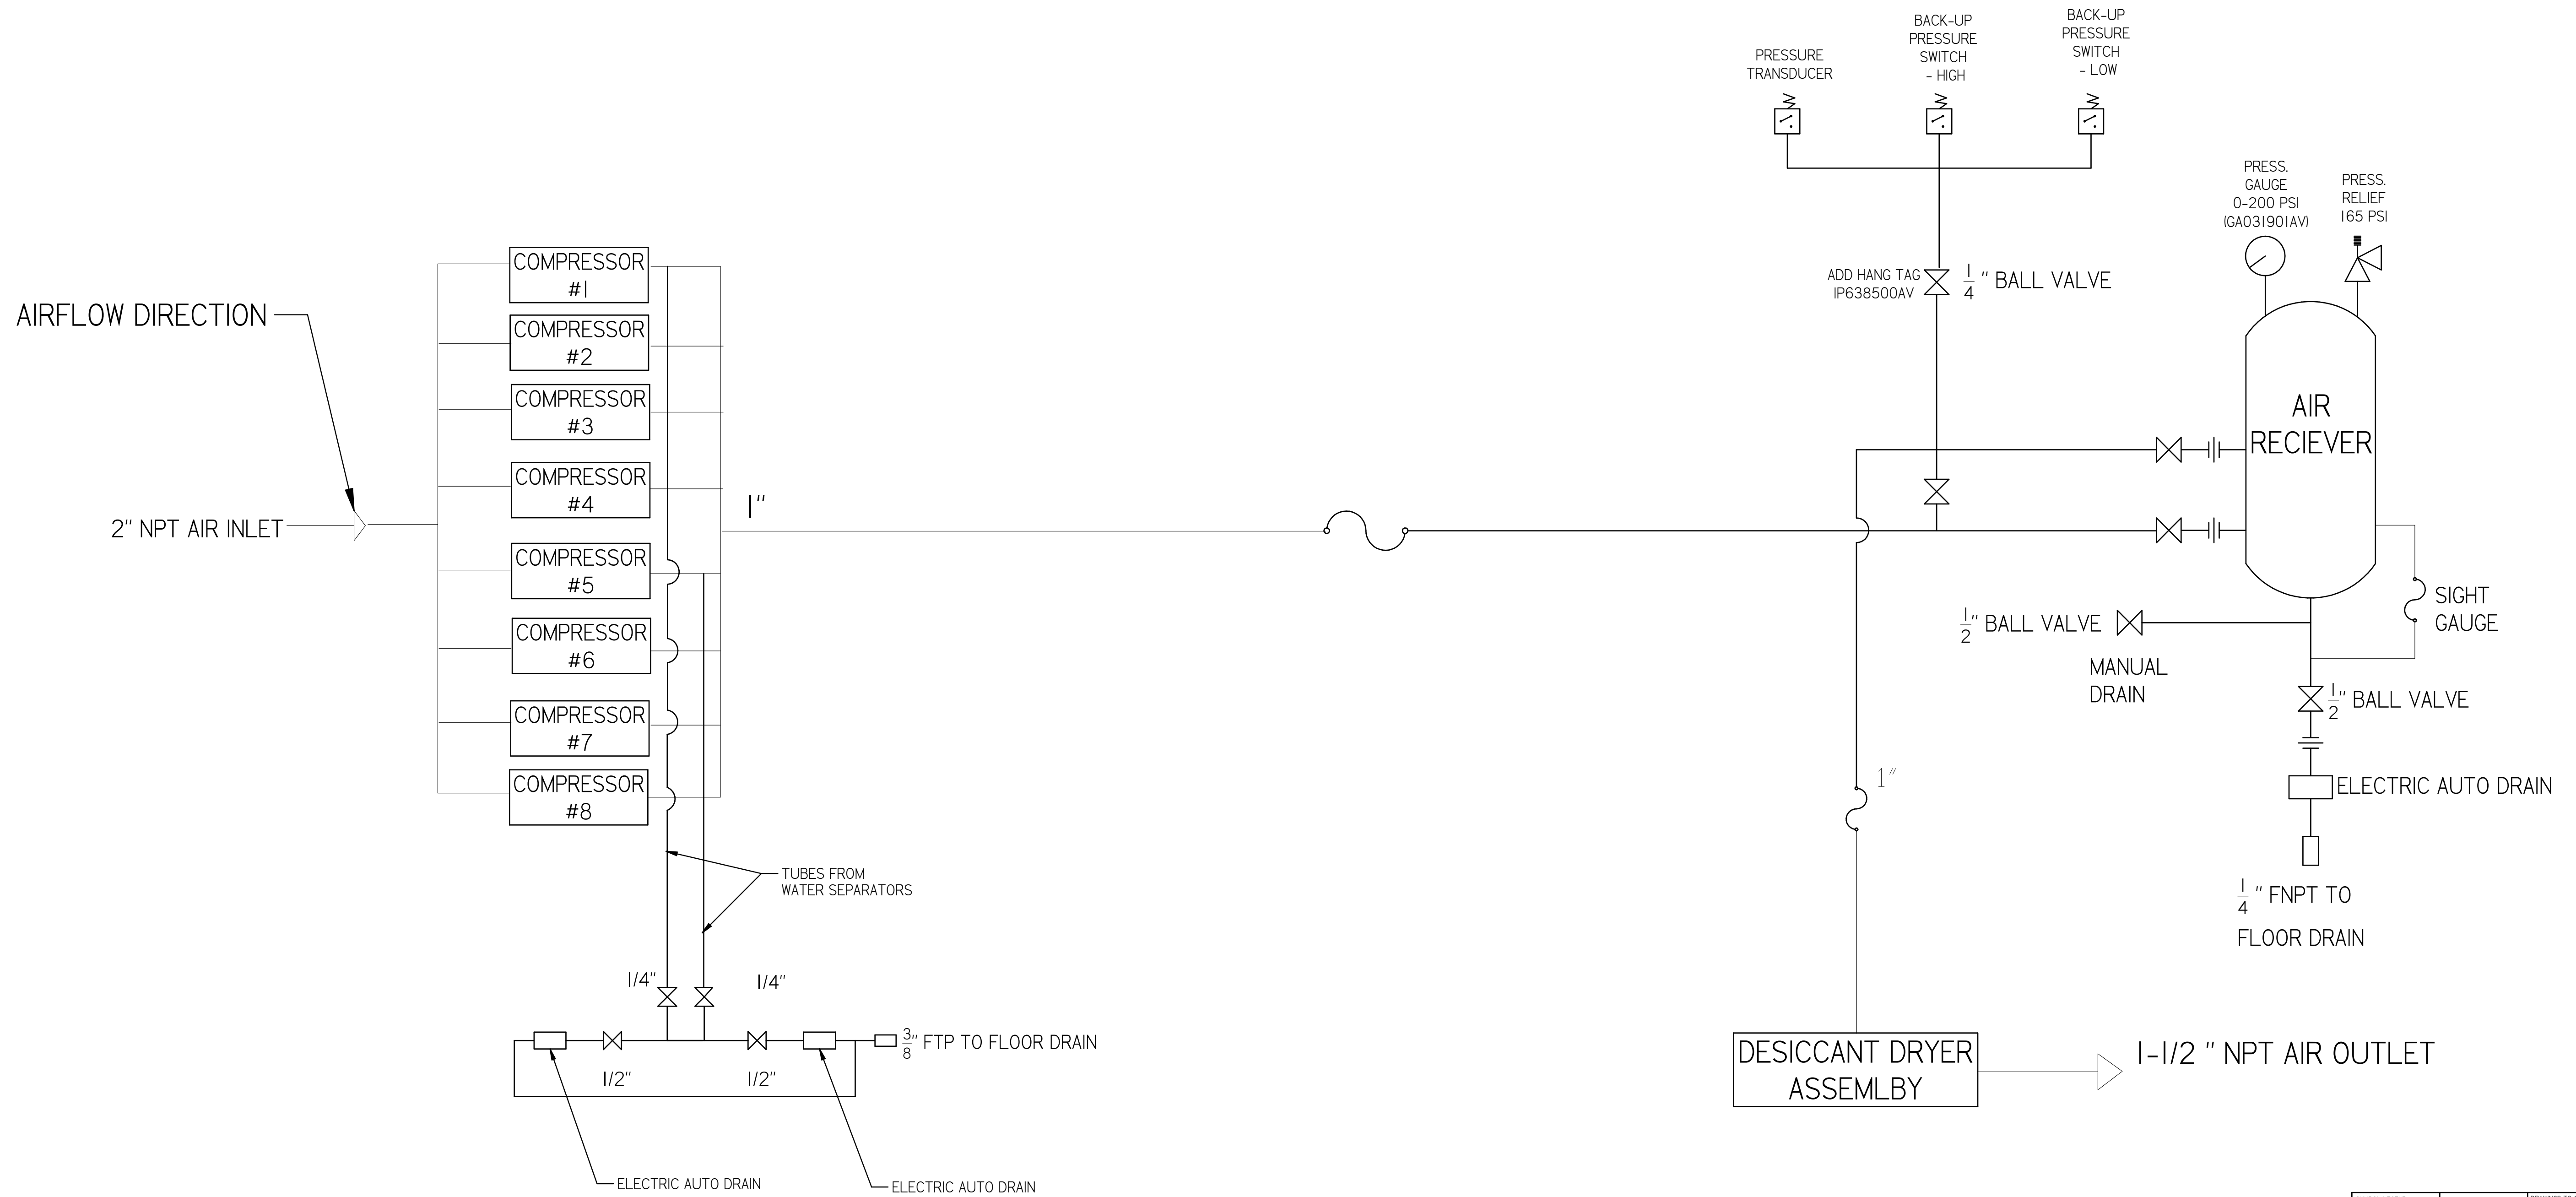 PRESSURE
TRANSDUCER
BACK-UP
PRESSURE
SWITCH
- HIGH
BACK-UP
PRESSURE
SWITCH
- LOW
PRESS.
GAUGE
0-200 PSI
(GA031901AV)
PRESS.
RELIEF
165 PSI
ADD HANG TAG
IP638500AV
1/4 " BALL VALVE
AIRFLOW DIRECTION
2" NPT AIR INLET
COMPRESSOR
#1
COMPRESSOR
#2
COMPRESSOR
#3
COMPRESSOR
#4
COMPRESSOR
#5
COMPRESSOR
#6
COMPRESSOR
#7
COMPRESSOR
#8
1"
AIR
RECIEVER
SIGHT
GAUGE
1/2" BALL VALVE
MANUAL
DRAIN
1/2" BALL VALVE
ELECTRIC AUTO DRAIN
1/4 " FNPT TO
FLOOR DRAIN
1"
TUBES FROM
WATER SEPARATORS
1/4"
1/4"
3/8" FTP TO FLOOR DRAIN
1/2"
1/2"
ELECTRIC AUTO DRAIN
ELECTRIC AUTO DRAIN
DESICCANT DRYER
ASSEMLBY
1-1/2 " NPT AIR OUTLET